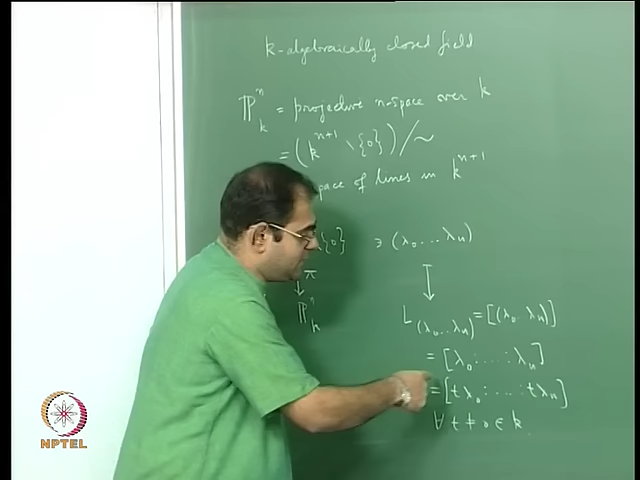 k-algebraically closed field
ℙⁿₖ = projective n-space over k
= (kⁿ⁺¹ \ {0}) / ~
pace of lines in kⁿ⁺¹
\ {0} ∋ (λ₀ ... λₙ)
π
↓ ↓
ℙⁿₖ L₍λ₀...λₙ₎ = [(λ₀...λₙ)]
= [λ₀ : .... : λₙ]
= [tλ₀ : .... : tλₙ]
∀ t ≠ 0 ∈ k
NPTEL